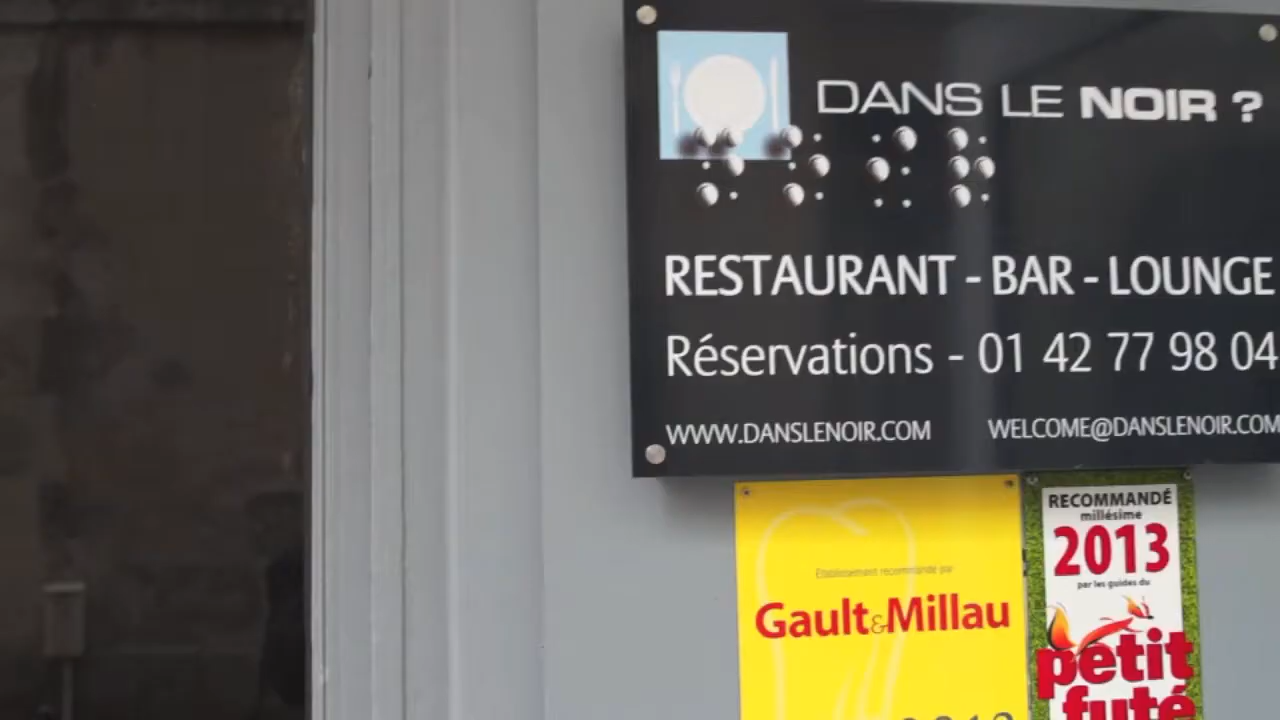 DANS LE NOIR ?
RESTAURANT - BAR - LOUNGE
Réservations - 01 42 77 98 04
WWW.DANSLENOIR.COM WELCOME@DANSLENOIR.COM
Etablissement recommandé par
Gault&Millau
RECOMMANDÉ
millésime
2013
par les guides du
petit
futé